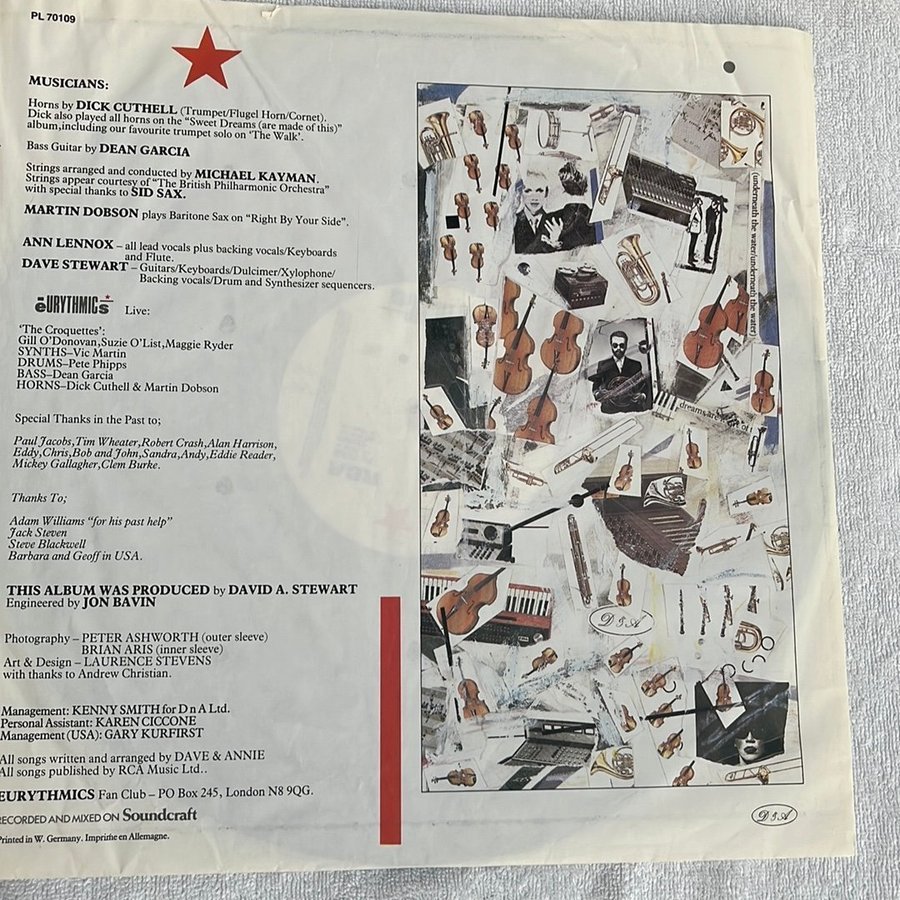 PL 70109
MUSICIANS:
Horns by DICK CUTHELL (Trumpet/Flugel Horn/Cornet).
Dick also played all horns on the "Sweet Dreams (are made of this)"
album,including our favourite trumpet solo on 'The Walk'.
Bass Guitar by DEAN GARCIA
Strings arranged and conducted by MICHAEL KAYMAN.
Strings appear courtesy of "The British Philharmonic Orchestra"
with special thanks to SID SAX.
MARTIN DOBSON plays Baritone Sax on "Right By Your Side".
ANN LENNOX – all lead vocals plus backing vocals/Keyboards
and Flute.
DAVE STEWART – Guitars/Keyboards/Dulcimer/Xylophone/
Backing vocals/Drum and Synthesizer sequencers.
EURYTHMICS Live:
'The Croquettes':
Gill O'Donovan,Suzie O'List,Maggie Ryder
SYNTHS–Vic Martin
DRUMS–Pete Phipps
BASS–Dean Garcia
HORNS–Dick Cuthell & Martin Dobson
Special Thanks in the Past to;
Paul Jacobs,Tim Wheater,Robert Crash,Alan Harrison,
Eddy,Chris,Bob and John,Sandra,Andy,Eddie Reader,
Mickey Gallagher,Clem Burke.
Thanks To;
Adam Williams "for his past help"
Jack Steven
Steve Blackwell
Barbara and Geoff in USA.
THIS ALBUM WAS PRODUCED by DAVID A. STEWART
Engineered by JON BAVIN
Photography – PETER ASHWORTH (outer sleeve)
BRIAN ARIS (inner sleeve)
Art & Design – LAURENCE STEVENS
with thanks to Andrew Christian.
Management: KENNY SMITH for D n A Ltd.
Personal Assistant: KAREN CICCONE
Management (USA): GARY KURFIRST
All songs written and arranged by DAVE & ANNIE
All songs published by RCA Music Ltd..
EURYTHMICS Fan Club – PO Box 245, London N8 9QG.
RECORDED AND MIXED ON Soundcraft
Printed in W. Germany. Imprimé en Allemagne.
(underneath the water/underneath the water)
dreams are made of
D&A
D&A